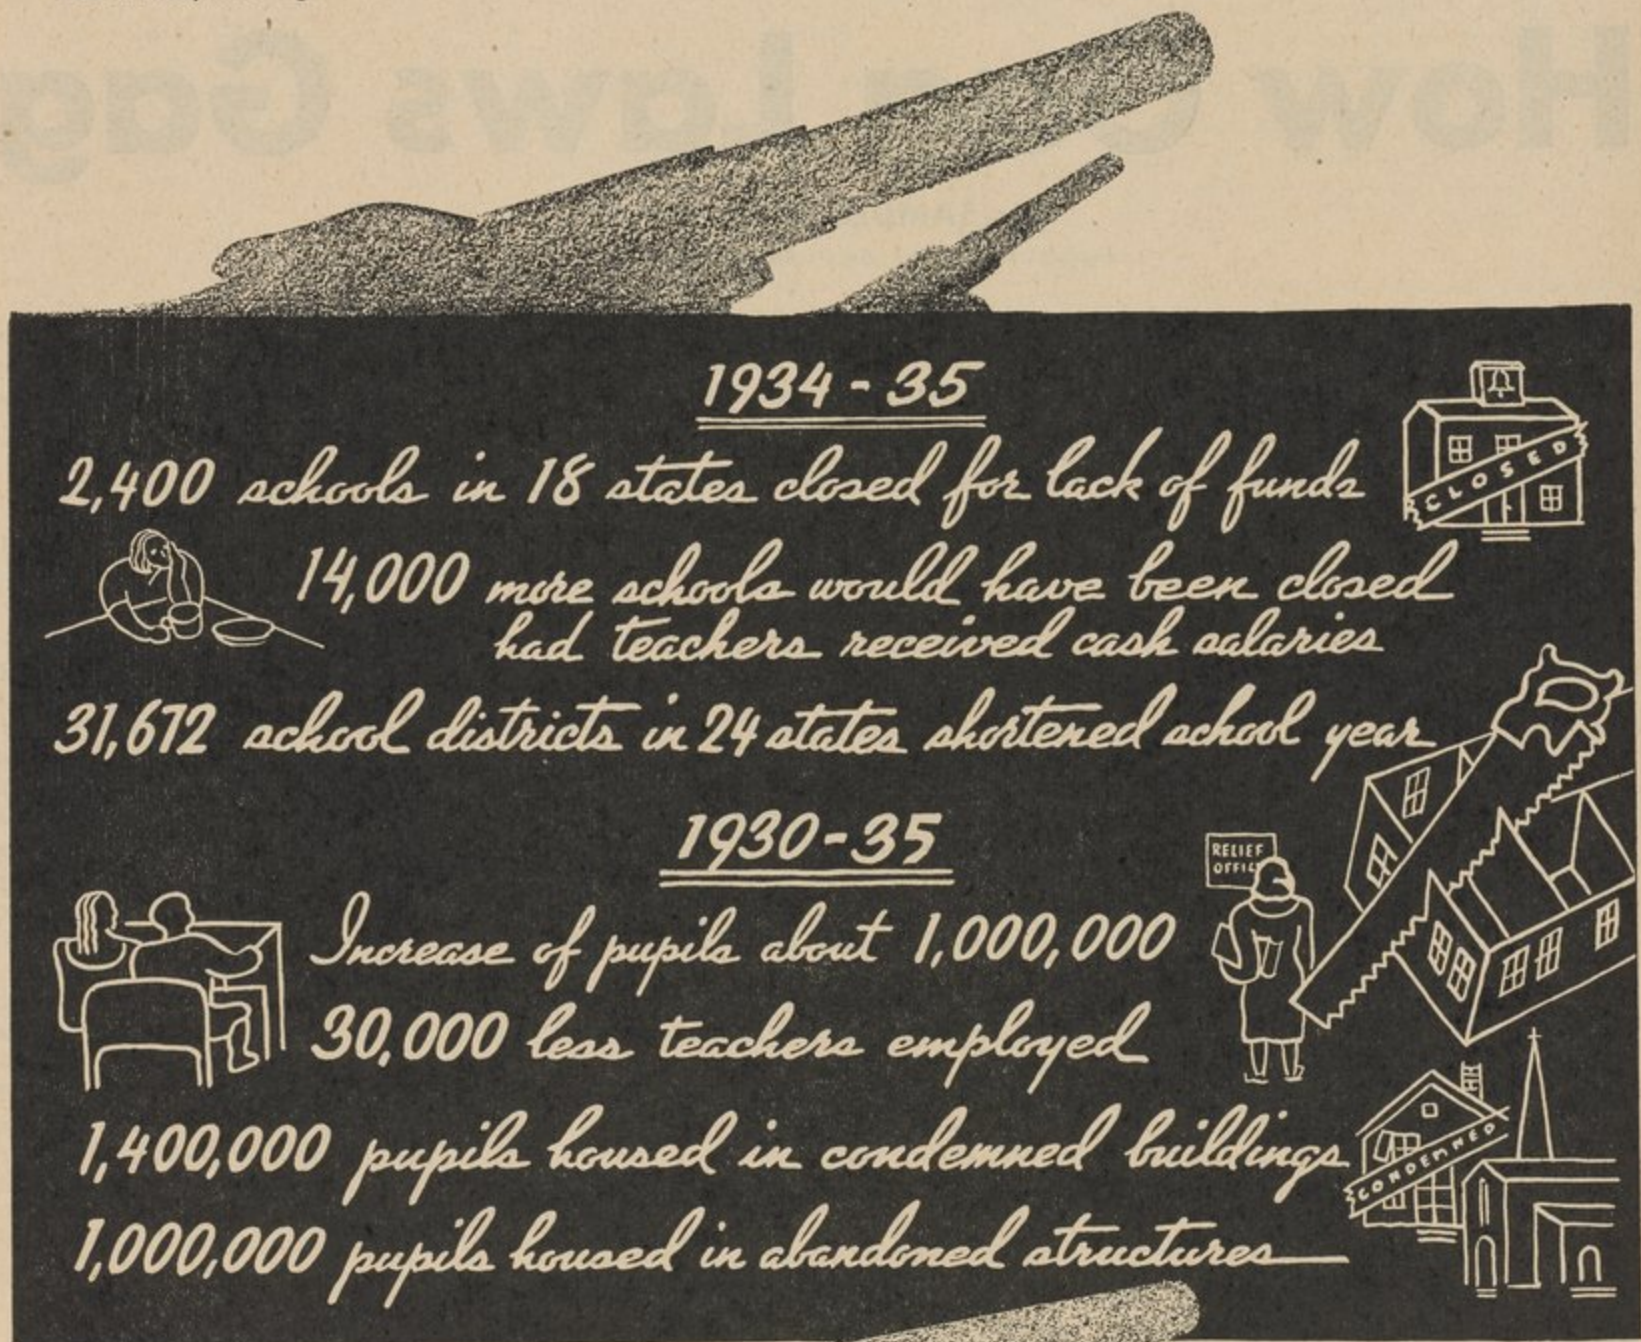 1934 - 35
2,400 schools in 18 states closed for lack of funds
CLOSED
14,000 more schools would have been closed
had teachers received cash salaries
31,672 school districts in 24 states shortened school year
1930-35
RELIEF
OFFICE
Increase of pupils about 1,000,000
30,000 less teachers employed
1,400,000 pupils housed in condemned buildings
CONDEMNED
1,000,000 pupils housed in abandoned structures